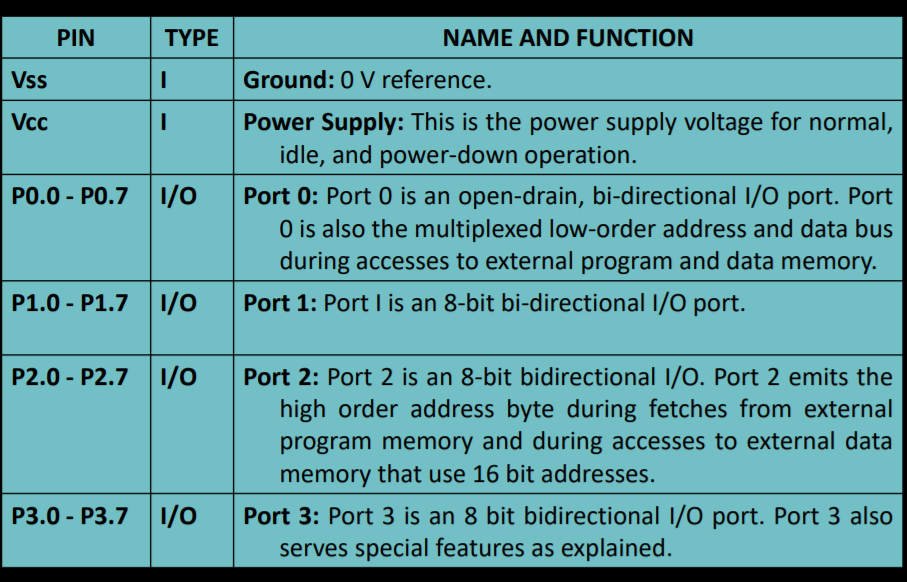 PIN TYPE NAME AND FUNCTION
Vss I Ground: 0 V reference.
Vcc I Power Supply: This is the power supply voltage for normal,
idle, and power-down operation.
P0.0 - P0.7 I/O Port 0: Port 0 is an open-drain, bi-directional I/O port. Port
0 is also the multiplexed low-order address and data bus
during accesses to external program and data memory.
P1.0 - P1.7 I/O Port 1: Port I is an 8-bit bi-directional I/O port.
P2.0 - P2.7 I/O Port 2: Port 2 is an 8-bit bidirectional I/O. Port 2 emits the
high order address byte during fetches from external
program memory and during accesses to external data
memory that use 16 bit addresses.
P3.0 - P3.7 I/O Port 3: Port 3 is an 8 bit bidirectional I/O port. Port 3 also
serves special features as explained.